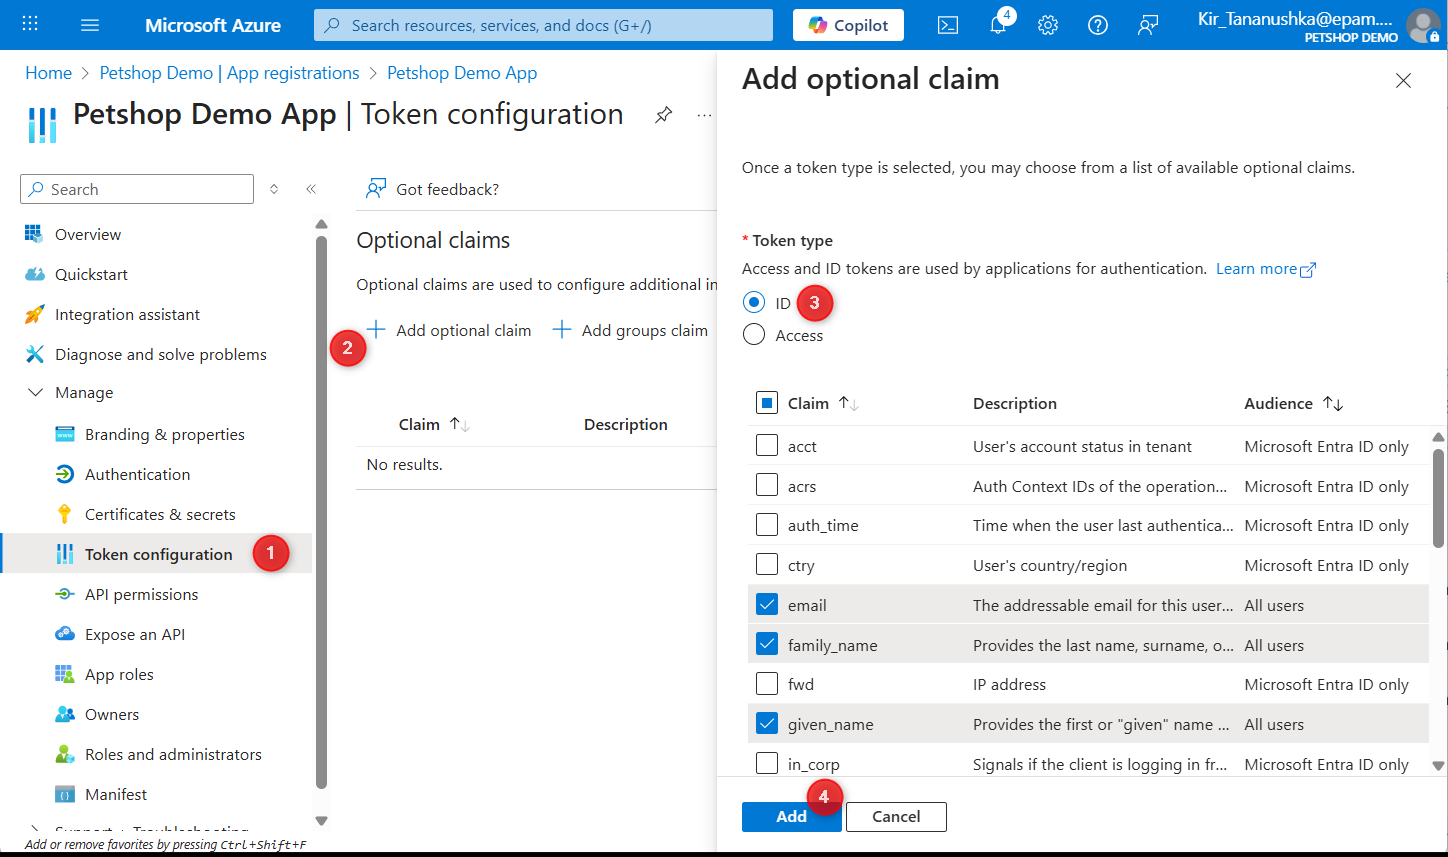 Microsoft Azure
Search resources, services, and docs (G+/)
Copilot
4
Kir_Tananushka@epam....
PETSHOP DEMO
Home > Petshop Demo | App registrations > Petshop Demo App
Petshop Demo App | Token configuration
...
Search
Overview
Quickstart
Integration assistant
Diagnose and solve problems
Manage
Branding & properties
Authentication
Certificates & secrets
Token configuration
1
API permissions
Expose an API
App roles
Owners
Roles and administrators
Manifest
Support + Troubleshooting
Add or remove favorites by pressing Ctrl+Shift+F
Got feedback?
Optional claims
Optional claims are used to configure additional in
2
Add optional claim
Add groups claim
Claim Description
No results.
Add optional claim
Once a token type is selected, you may choose from a list of available optional claims.
* Token type
Access and ID tokens are used by applications for authentication. Learn more
ID
3
Access
Claim Description Audience
acct User's account status in tenant Microsoft Entra ID only
acrs Auth Context IDs of the operation... Microsoft Entra ID only
auth_time Time when the user last authentica... Microsoft Entra ID only
ctry User's country/region Microsoft Entra ID only
email The addressable email for this user... All users
family_name Provides the last name, surname, o... All users
fwd IP address Microsoft Entra ID only
given_name Provides the first or "given" name ... All users
in_corp Signals if the client is logging in fr... Microsoft Entra ID only
4
Add
Cancel